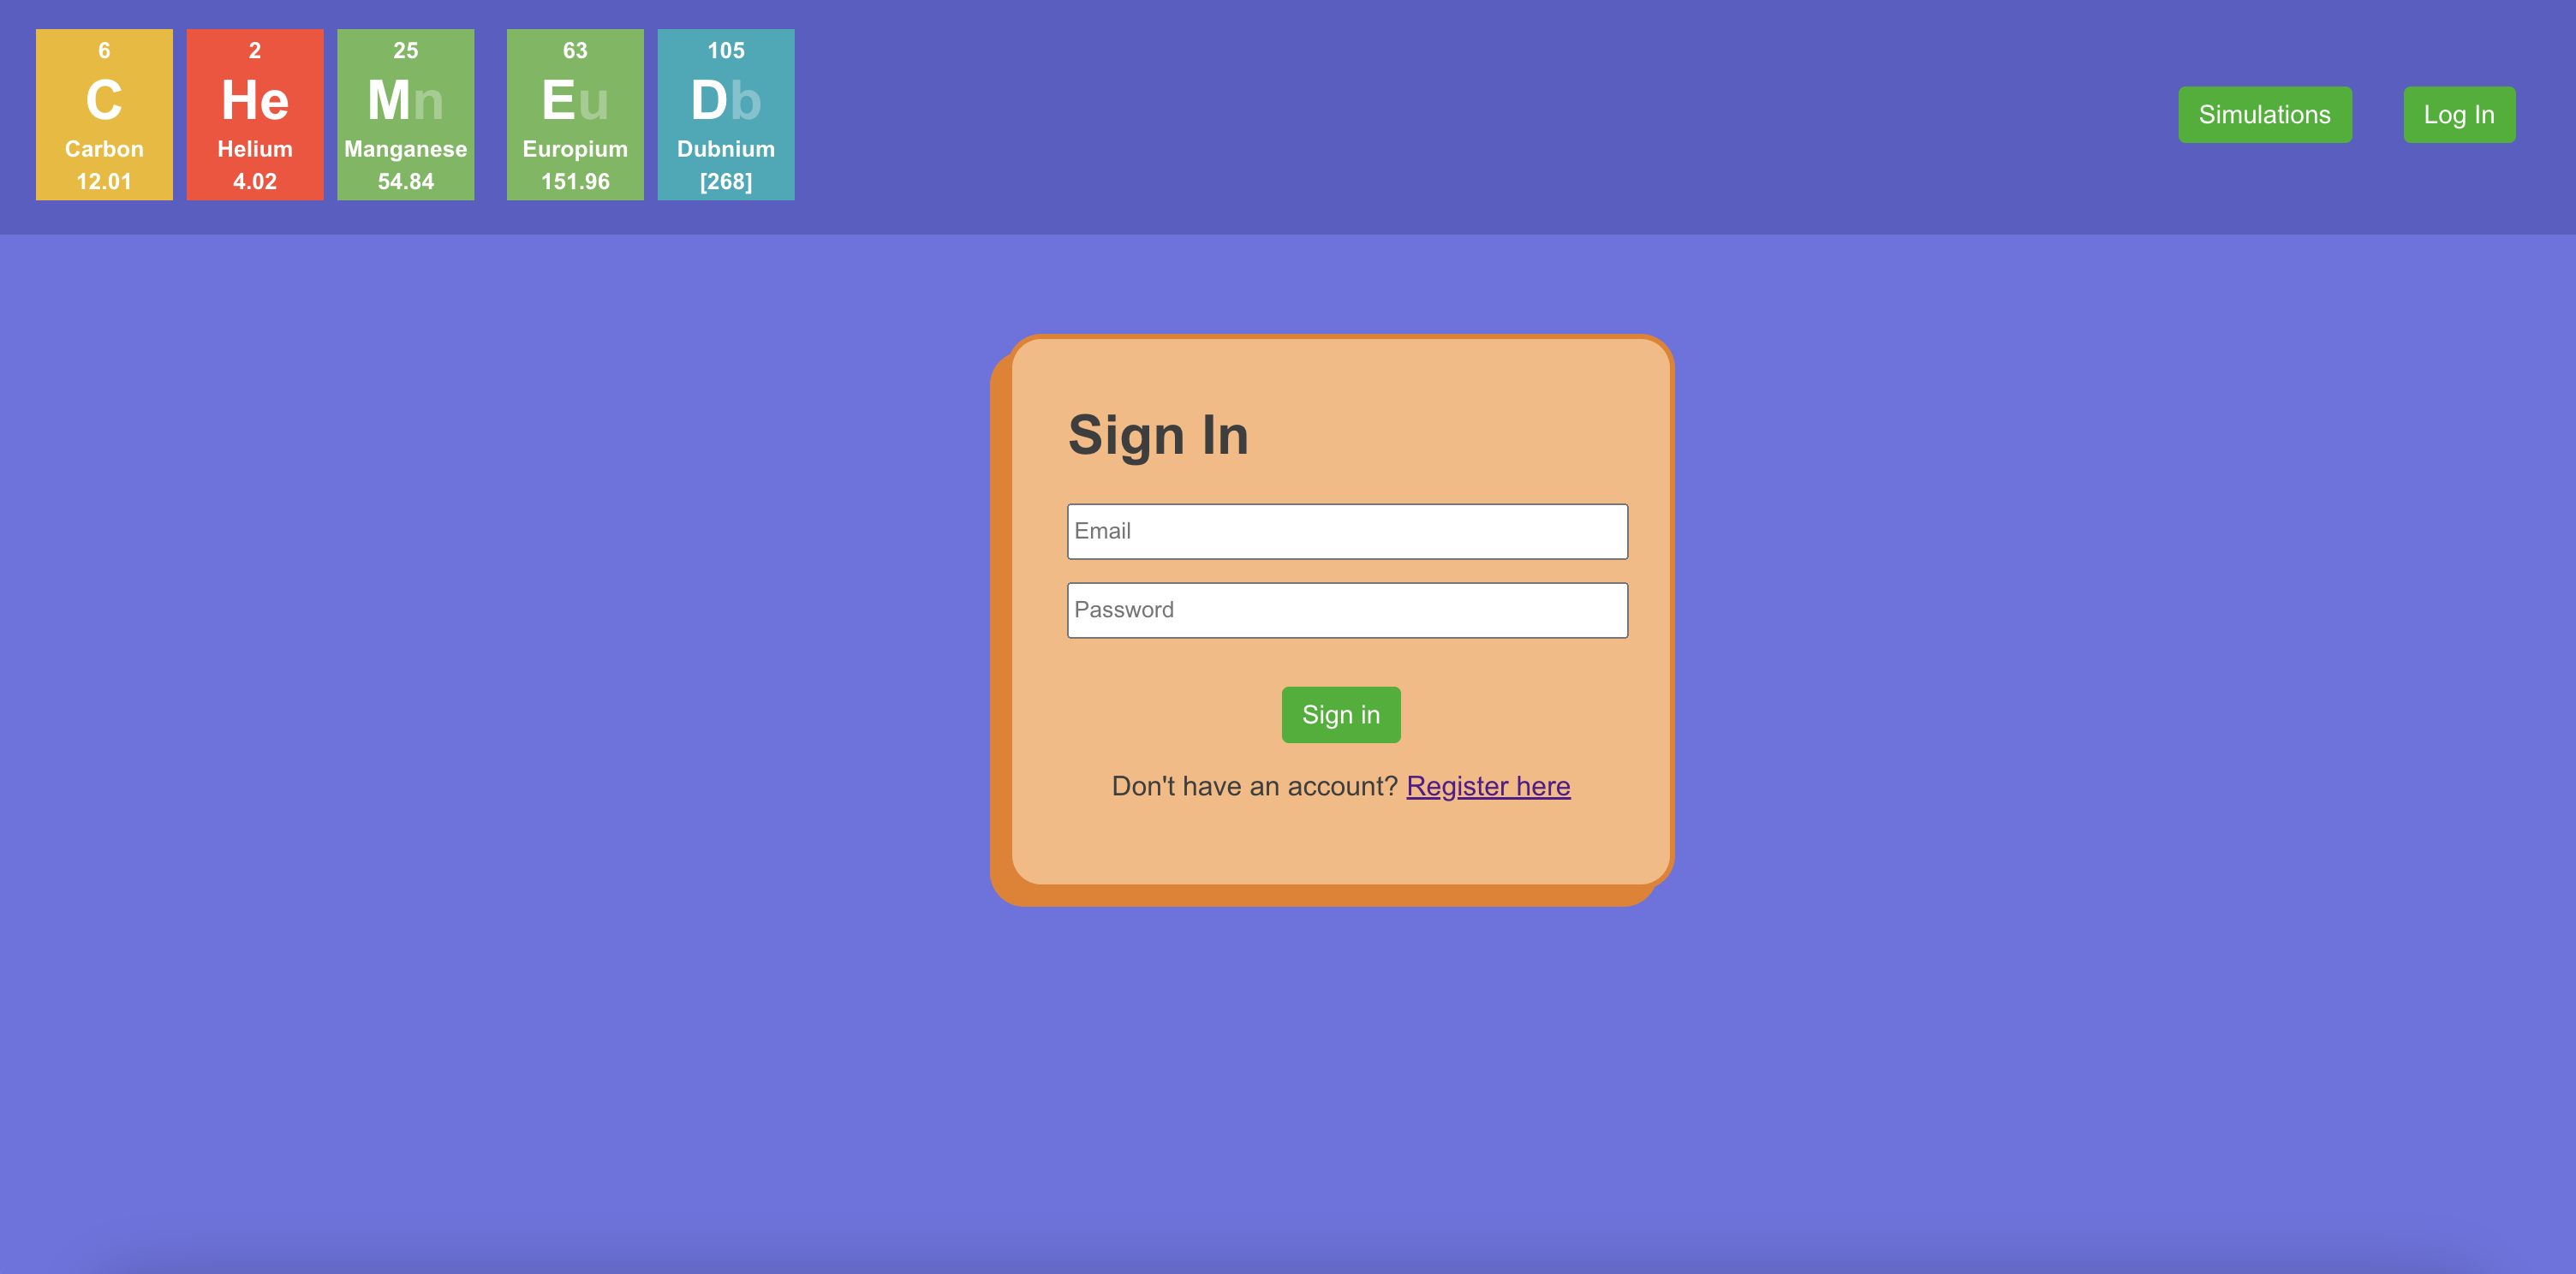 6
C
Carbon
12.01
2
He
Helium
4.02
25
Mn
Manganese
54.84
63
Eu
Europium
151.96
105
Db
Dubnium
[268]
Simulations
Log In
Sign In
Email
Password
Sign in
Don't have an account? Register here